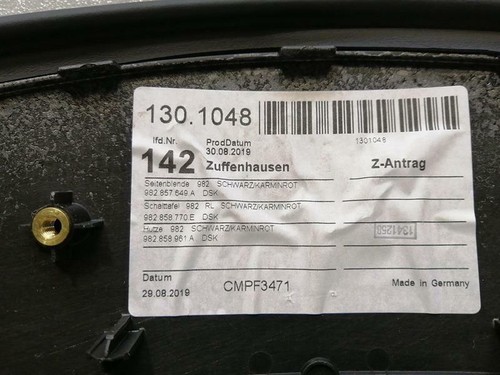 130.1048
1301048
lfd.Nr.
ProdDatum
30.08.2019
142 Zuffenhausen
Z-Antrag
Seitenblende 982 SCHWARZ/KARMINROT
982.857.649.A DSK
Schalttafel 982 RL SCHWARZ/KARMINROT
982.858.770.E DSK
Hutze 982 SCHWARZ/KARMINROT
982.858.961.A DSK
1341258
Datum
29.08.2019
CMPF3471
Made in Germany